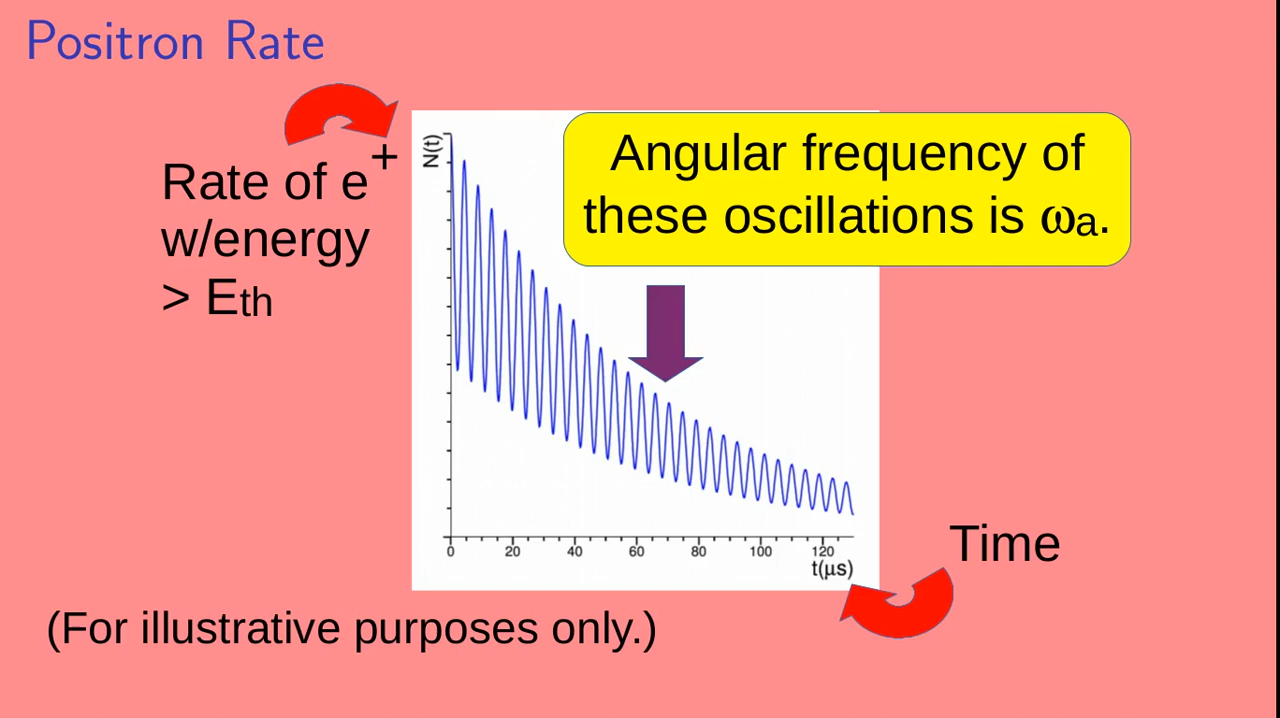 Positron Rate
Rate of e+
w/energy
> Eth
N(t)
Angular frequency of
these oscillations is ωa.
0 20 40 60 80 100 120
t(μs)
Time
(For illustrative purposes only.)